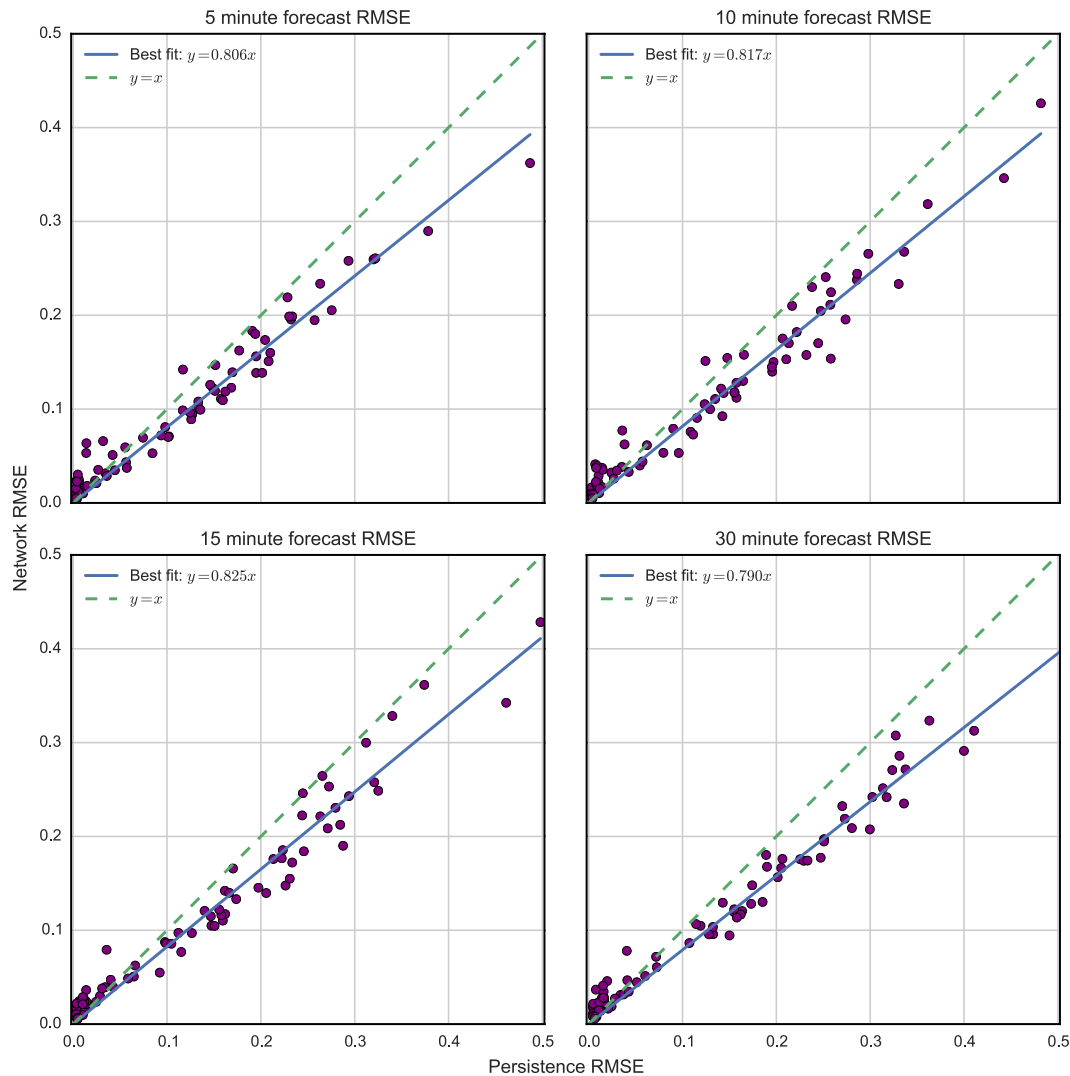 5 minute forecast RMSE
10 minute forecast RMSE
0.5
Best fit: y=0.806x
y=x
Best fit: y=0.817x
y=x
0.4
0.3
0.2
0.1
0.0
Network RMSE
15 minute forecast RMSE
30 minute forecast RMSE
0.5
Best fit: y=0.825x
y=x
Best fit: y=0.790x
y=x
0.4
0.3
0.2
0.1
0.0
0.0 0.1 0.2 0.3 0.4 0.5
0.1 0.2 0.3 0.4 0.5
Persistence RMSE